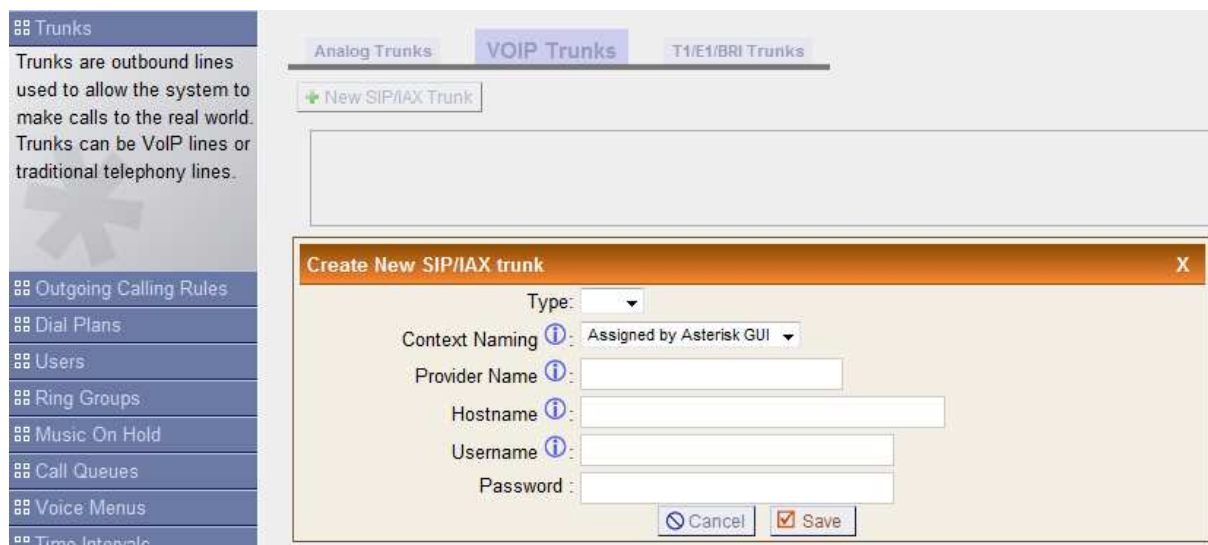 Trunks
Trunks are outbound lines
used to allow the system to
make calls to the real world.
Trunks can be VoIP lines or
traditional telephony lines.
Outgoing Calling Rules
Dial Plans
Users
Ring Groups
Music On Hold
Call Queues
Voice Menus
Time Intervals
Analog Trunks
VOIP Trunks
T1/E1/BRI Trunks
New SIP/IAX Trunk
Create New SIP/IAX trunk X
Type:
Context Naming : Assigned by Asterisk GUI
Provider Name :
Hostname :
Username :
Password :
Cancel
Save